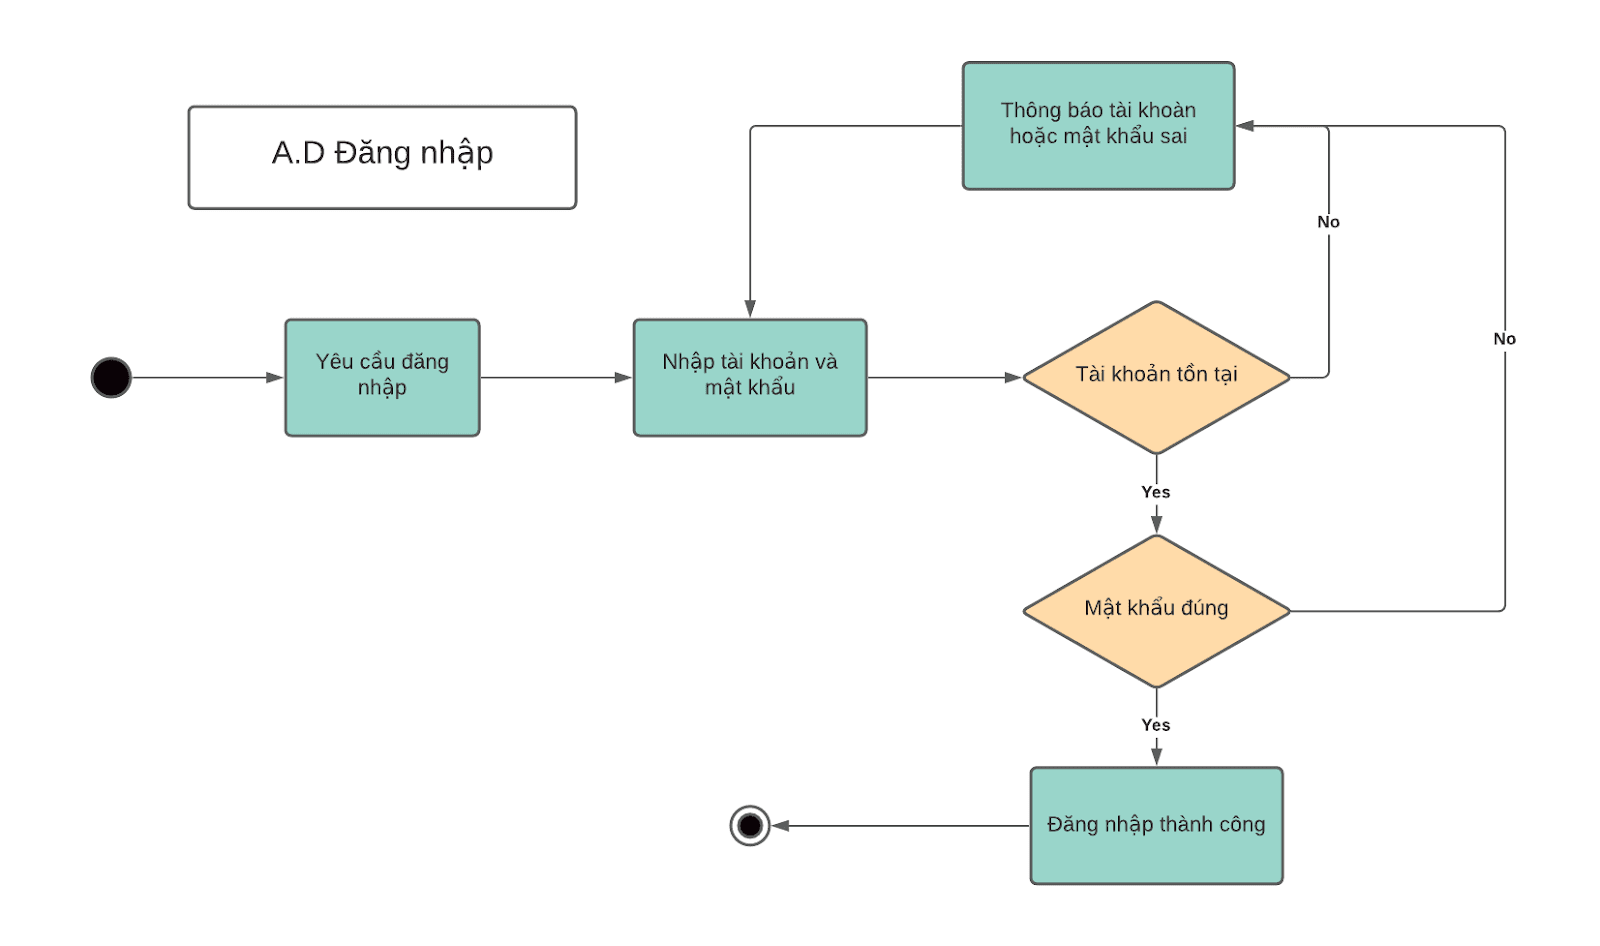 A.D Đăng nhập
Thông báo tài khoàn
hoặc mật khẩu sai
No
No
Yêu cầu đăng
nhập
Nhập tài khoản và
mật khẩu
Tài khoản tồn tại
Yes
Mật khẩu đúng
Yes
Đăng nhập thành công